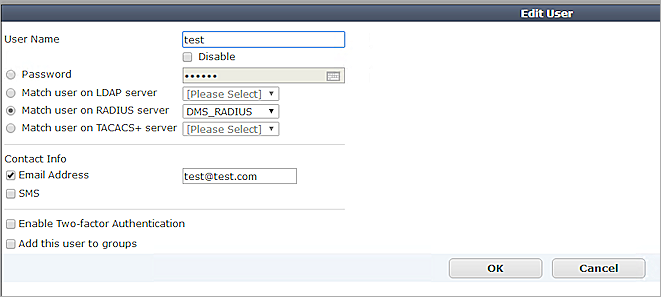 Edit User
User Name test
Disable
Password ••••••
Match user on LDAP server [Please Select]
Match user on RADIUS server DMS_RADIUS
Match user on TACACS+ server [Please Select]
Contact Info
Email Address test@test.com
SMS
Enable Two-factor Authentication
Add this user to groups
OK Cancel